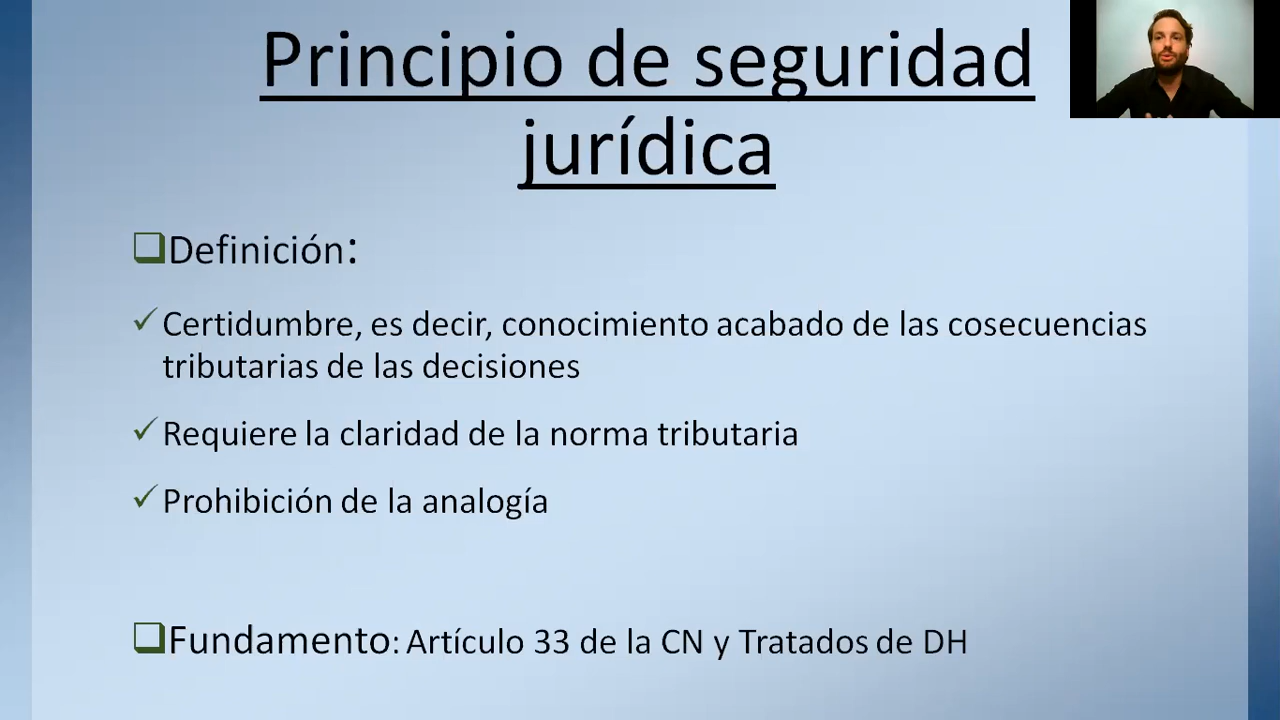 Principio de seguridad
jurídica
Definición:
Certidumbre, es decir, conocimiento acabado de las cosecuencias
tributarias de las decisiones
Requiere la claridad de la norma tributaria
Prohibición de la analogía
Fundamento: Artículo 33 de la CN y Tratados de DH